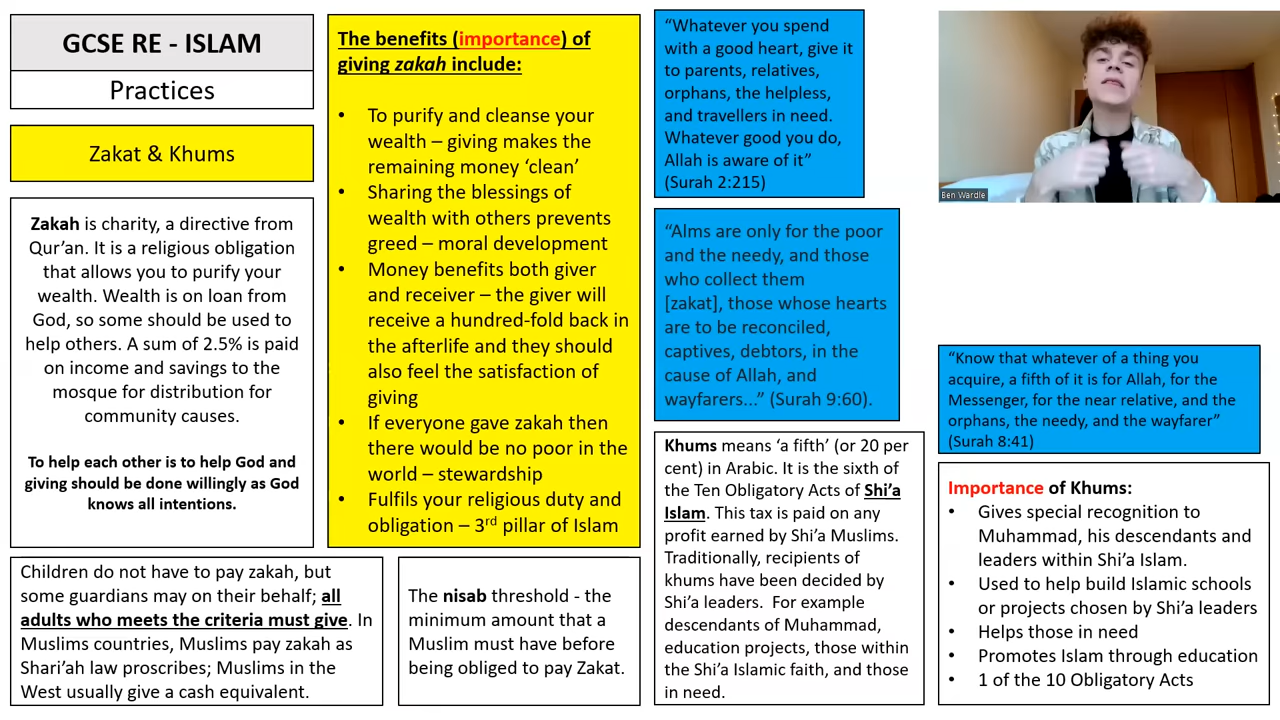 GCSE RE - ISLAM
Practices
Zakat & Khums
Zakah is charity, a directive from
Qur'an. It is a religious obligation
that allows you to purify your
wealth. Wealth is on loan from
God, so some should be used to
help others. A sum of 2.5% is paid
on income and savings to the
mosque for distribution for
community causes.
To help each other is to help God and
giving should be done willingly as God
knows all intentions.
The benefits (importance) of
giving zakah include:
• To purify and cleanse your
wealth – giving makes the
remaining money 'clean'
• Sharing the blessings of
wealth with others prevents
greed – moral development
• Money benefits both giver
and receiver – the giver will
receive a hundred-fold back in
the afterlife and they should
also feel the satisfaction of
giving
• If everyone gave zakah then
there would be no poor in the
world – stewardship
• Fulfils your religious duty and
obligation – 3rd pillar of Islam
Children do not have to pay zakah, but
some guardians may on their behalf; all
adults who meets the criteria must give. In
Muslims countries, Muslims pay zakah as
Shari'ah law proscribes; Muslims in the
West usually give a cash equivalent.
The nisab threshold - the
minimum amount that a
Muslim must have before
being obliged to pay Zakat.
"Whatever you spend
with a good heart, give it
to parents, relatives,
orphans, the helpless,
and travellers in need.
Whatever good you do,
Allah is aware of it"
(Surah 2:215)
"Alms are only for the poor
and the needy, and those
who collect them
[zakat], those whose hearts
are to be reconciled,
captives, debtors, in the
cause of Allah, and
wayfarers..." (Surah 9:60).
Khums means 'a fifth' (or 20 per
cent) in Arabic. It is the sixth of
the Ten Obligatory Acts of Shi'a
Islam. This tax is paid on any
profit earned by Shi'a Muslims.
Traditionally, recipients of
khums have been decided by
Shi'a leaders. For example
descendants of Muhammad,
education projects, those within
the Shi'a Islamic faith, and those
in need.
Ben Wardle
"Know that whatever of a thing you
acquire, a fifth of it is for Allah, for the
Messenger, for the near relative, and the
orphans, the needy, and the wayfarer"
(Surah 8:41)
Importance of Khums:
• Gives special recognition to
Muhammad, his descendants and
leaders within Shi'a Islam.
• Used to help build Islamic schools
or projects chosen by Shi'a leaders
• Helps those in need
• Promotes Islam through education
• 1 of the 10 Obligatory Acts